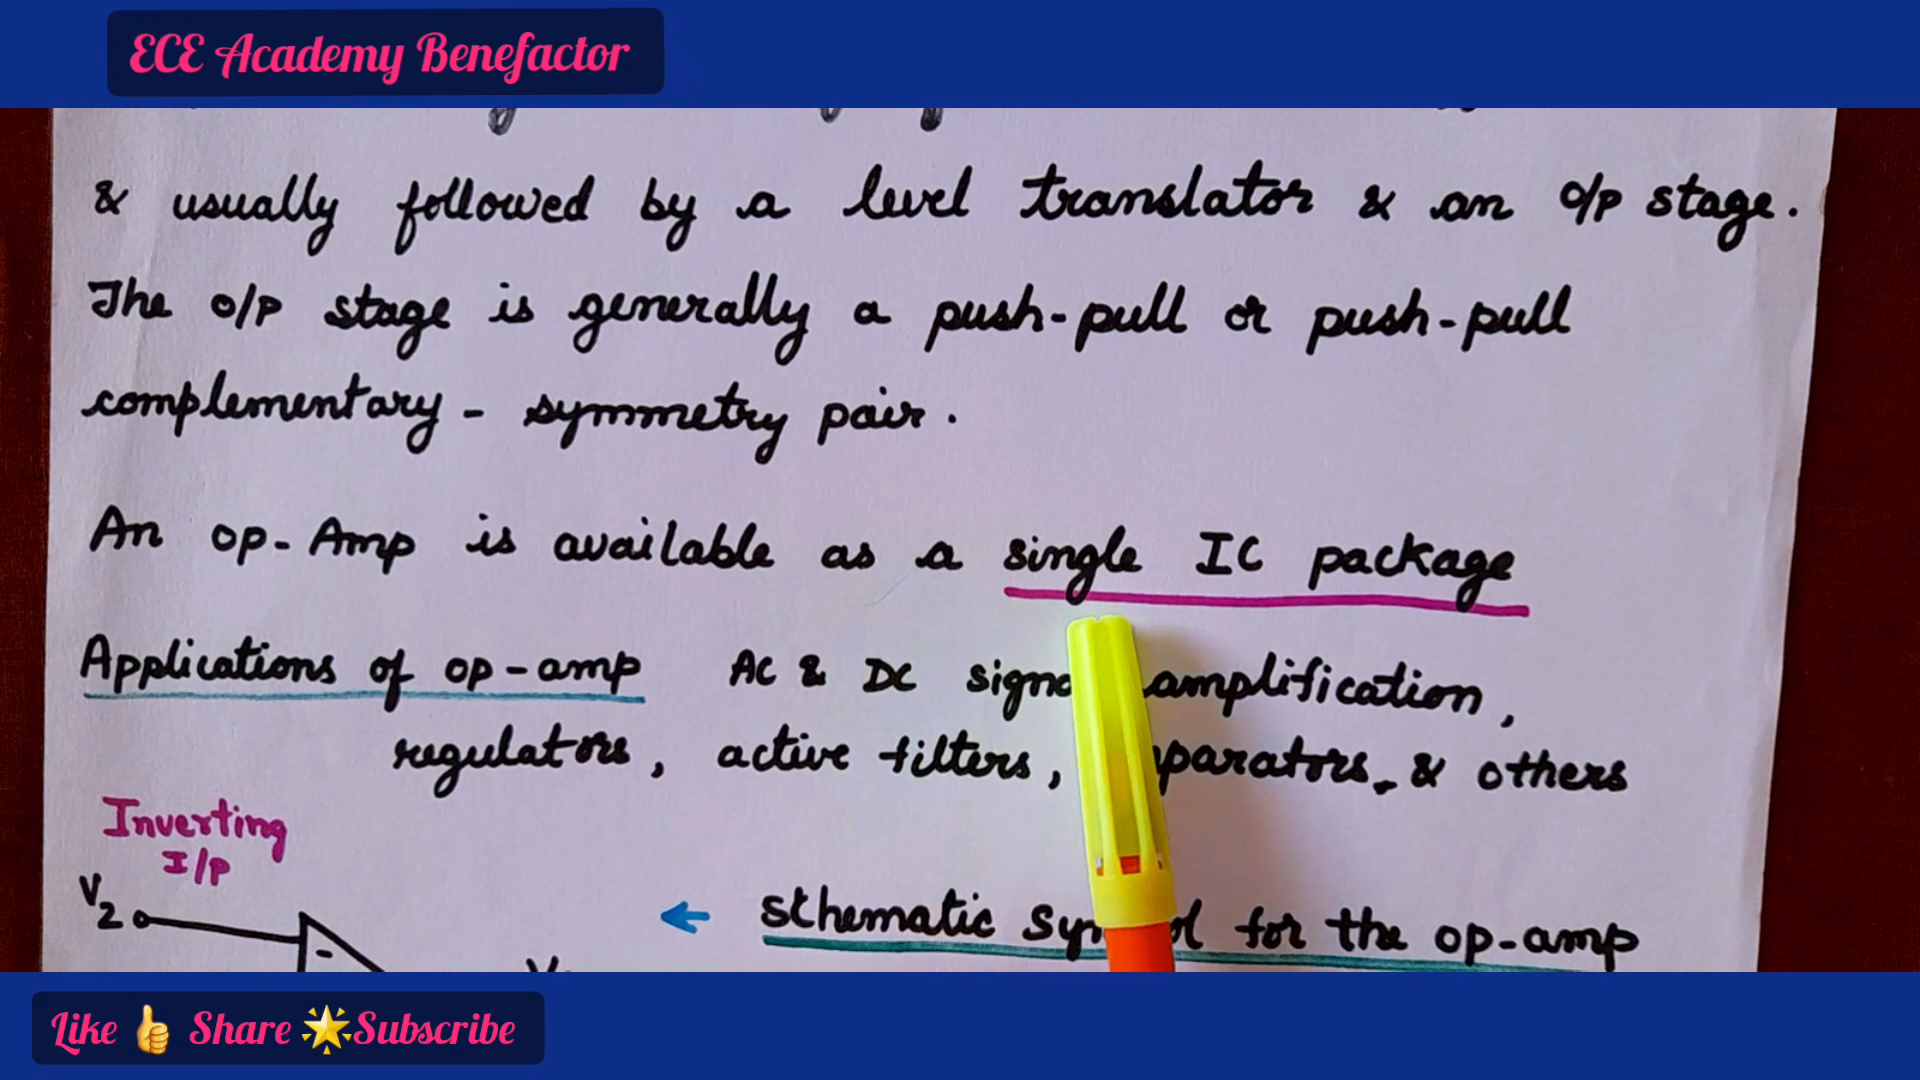 ECE Academy Benefactor
& usually followed by a level translator & an o/p stage.
The o/p stage is generally a push-pull or push-pull
complementary - symmetry pair.
An op-Amp is available as a single IC package
Applications of op-amp AC & DC amplification,
regulators, active filters, & others
Inverting
I/P
V2
-
← schematic for the op-amp
Like 👍 Share 🌟Subscribe